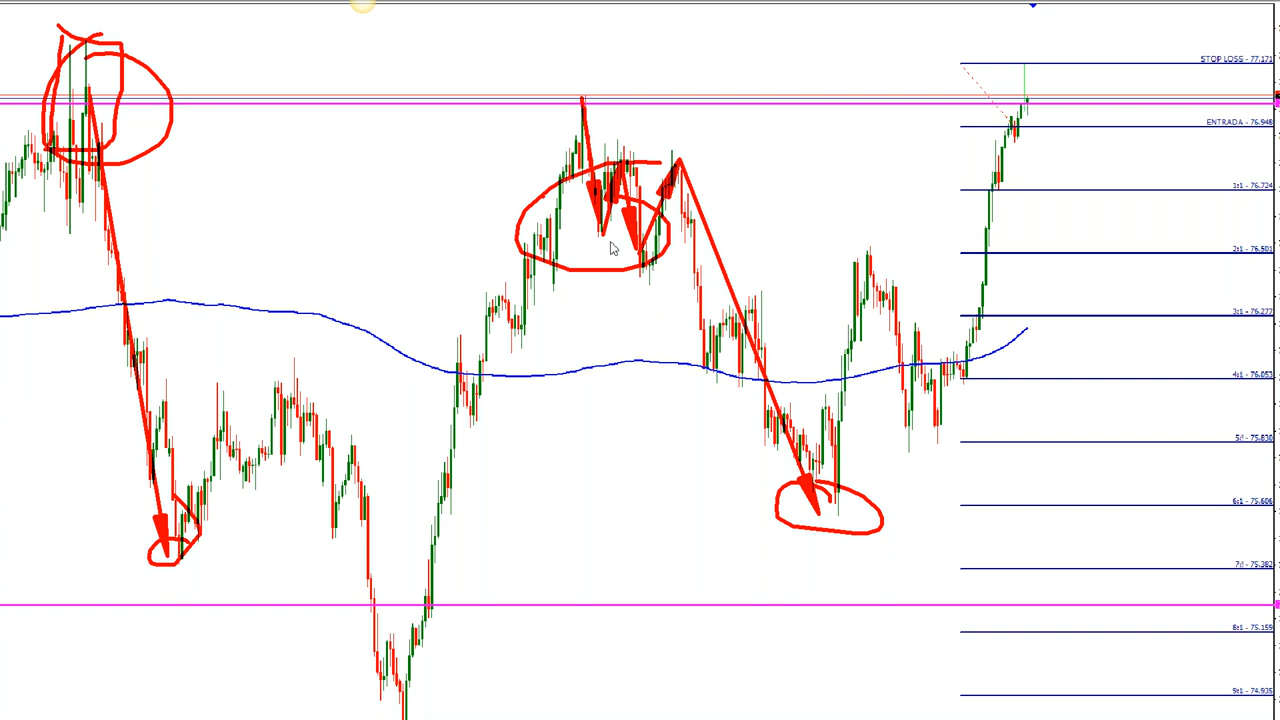 STOP LOSS - 77.171
ENTRADA - 76.948
1:1 - 76.724
2:1 - 76.501
3:1 - 76.277
4:1 - 76.053
5:1 - 75.830
6:1 - 75.606
7:1 - 75.382
8:1 - 75.159
9:1 - 74.935